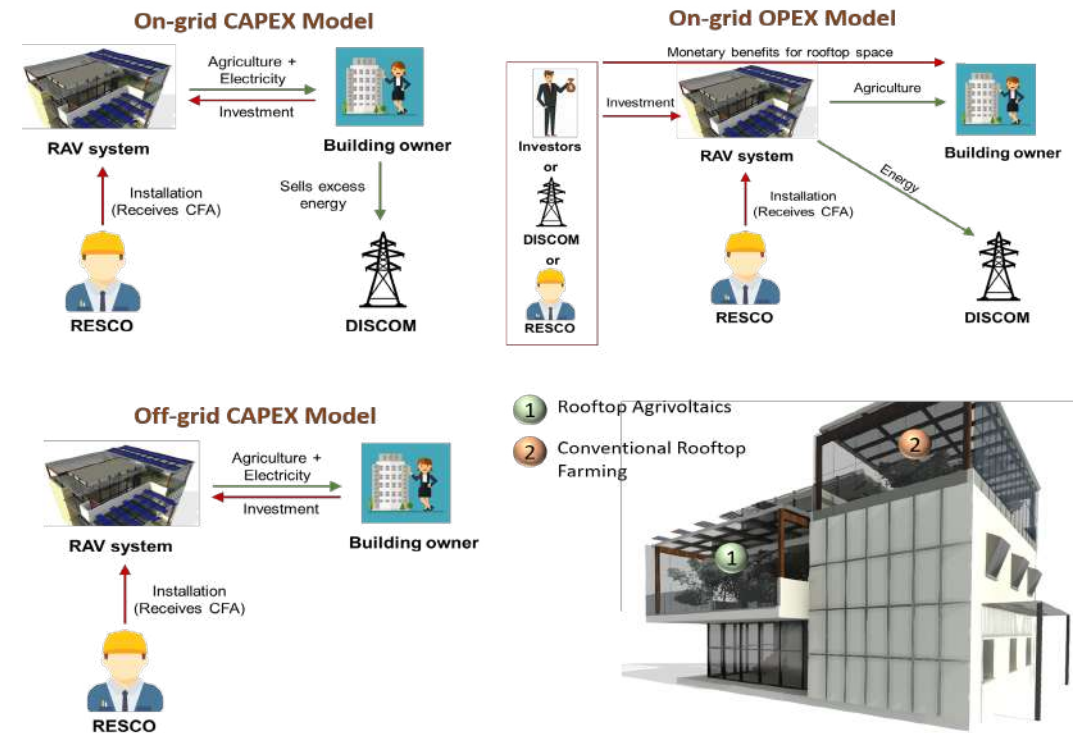 On-grid CAPEX Model
Agriculture +
Electricity
Investment
RAV system
Building owner
Installation
(Receives CFA)
Sells excess
energy
RESCO
DISCOM
On-grid OPEX Model
Monetary benefits for rooftop space
Investment
Agriculture
Investors
or
DISCOM
or
RESCO
RAV system
Building owner
Energy
Installation
(Receives CFA)
RESCO
DISCOM
Off-grid CAPEX Model
Agriculture +
Electricity
Investment
RAV system
Building owner
Installation
(Receives CFA)
RESCO
1 Rooftop Agrivoltaics
2 Conventional Rooftop
Farming
2
1